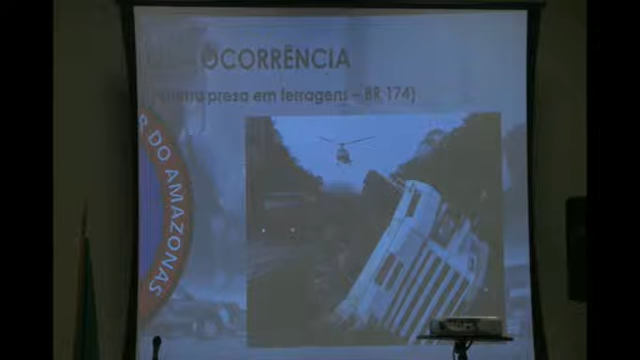 OCORRÊNCIA
presa em ferragens – BR 174)
R DO AMAZONAS